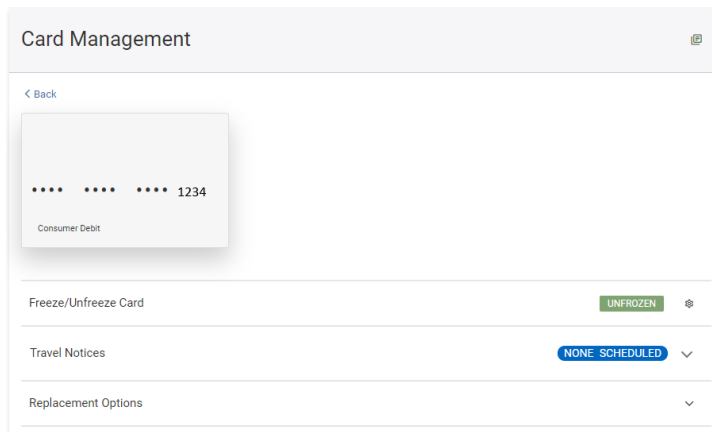 Card Management
Back
•••• •••• •••• 1234
Consumer Debit
Freeze/Unfreeze Card UNFROZEN
Travel Notices NONE SCHEDULED
Replacement Options